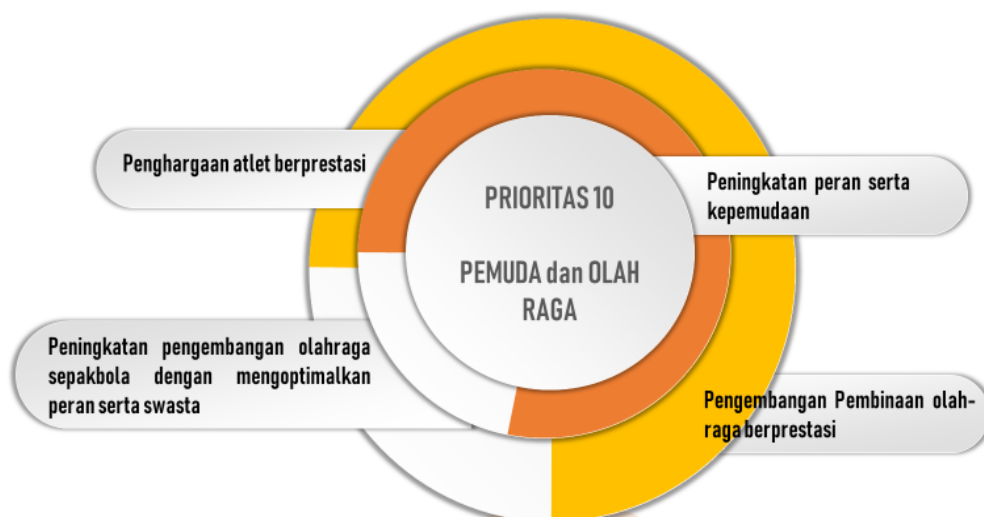 Penghargaan atlet berprestasi
PRIORITAS 10
PEMUDA dan OLAH
RAGA
Peningkatan peran serta
kepemudaan
Peningkatan pengembangan olahraga
sepakbola dengan mengoptimalkan
peran serta swasta
Pengembangan Pembinaan olah-
raga berprestasi